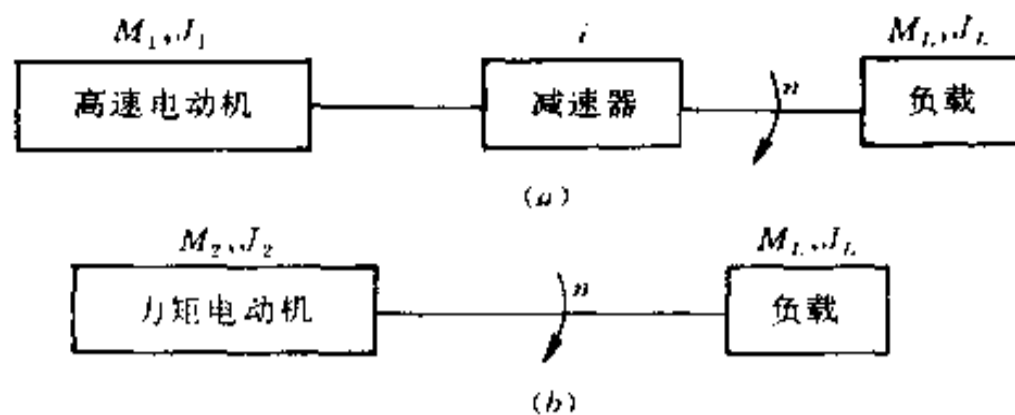 M₁,J₁ i M_L,J_L
高速电动机 减速器 n 负载
(a)
M₂,J₂ M_L,J_L
力矩电动机 n 负载
(b)